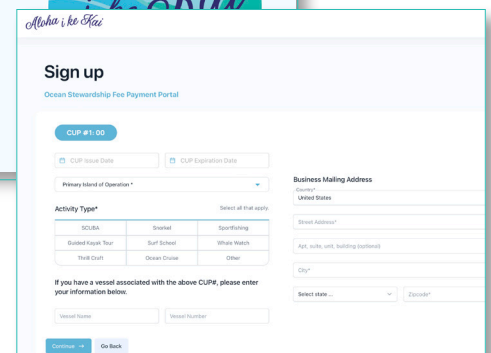 Aloha i ke Kai
Sign up
Ocean Stewardship Fee Payment Portal
CUP #1: 00
CUP Issue Date
CUP Expiration Date
Primary Island of Operation *
Activity Type*
Select all that apply.
SCUBA
Snorkel
Sportfishing
Guided Kayak Tour
Surf School
Whale Watch
Thrill Craft
Ocean Cruise
Other
If you have a vessel associated with the above CUP#, please enter
your information below.
Vessel Name
Vessel Number
Continue →
Go Back
Business Mailing Address
Country*
United States
Street Address*
Apt, suite, unit, building (optional)
City*
Select state ...
Zipcode*